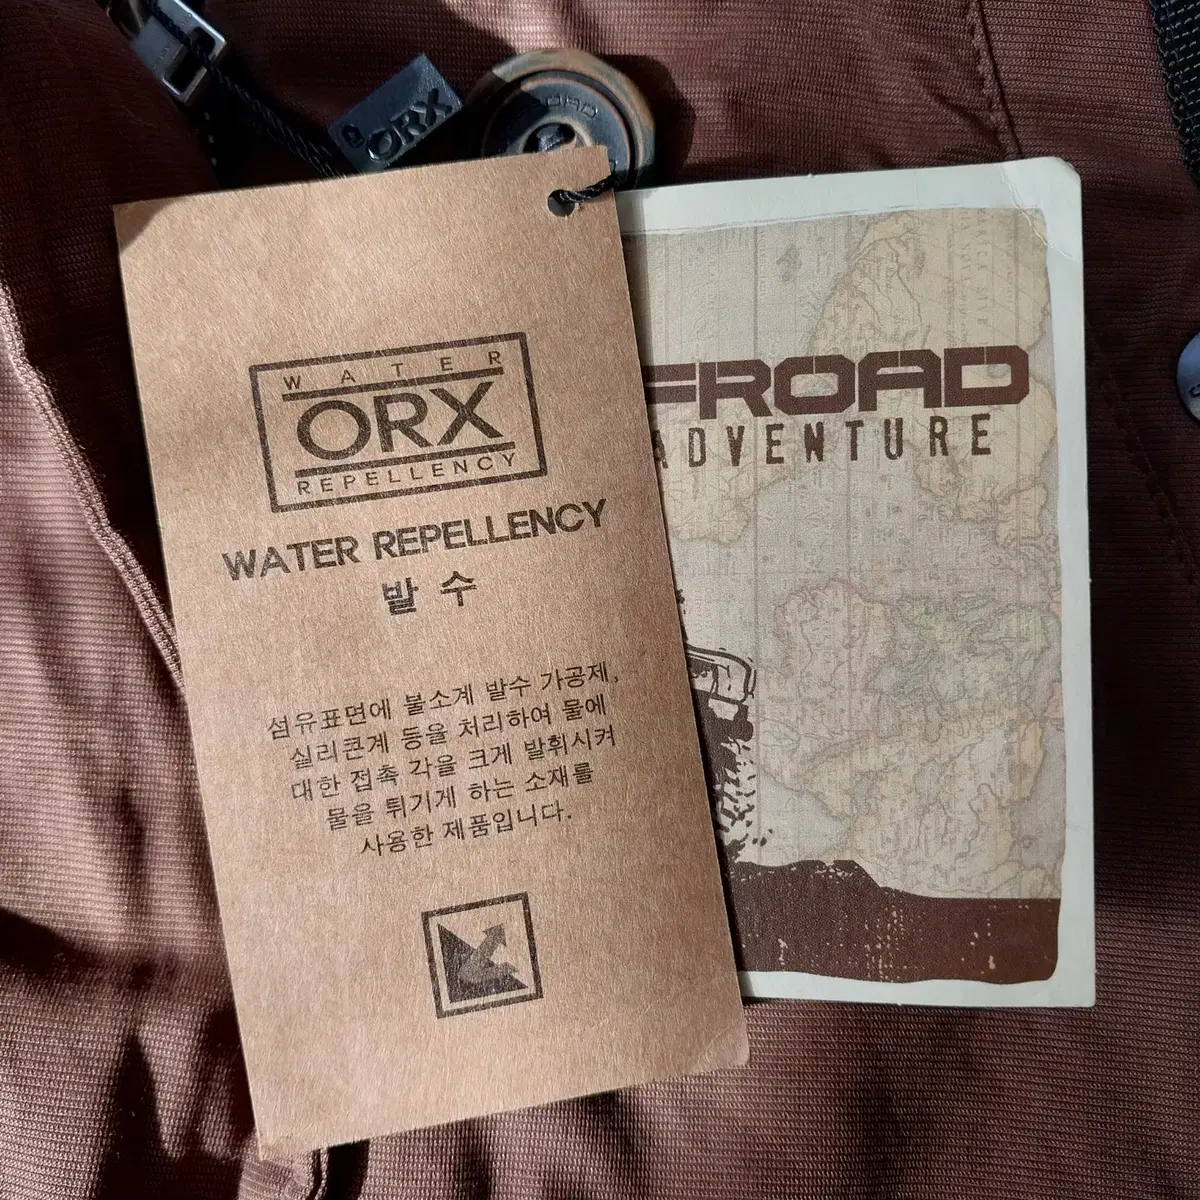 ORX
ROAD
WATER
ORX
REPELLENCY
WATER REPELLENCY
발수
섬유표면에 불소계 발수 가공제,
실리콘계 등을 처리하여 물에
대한 접촉 각을 크게 발휘시켜
물을 튀기게 하는 소재를
사용한 제품입니다.
FROAD
ADVENTURE